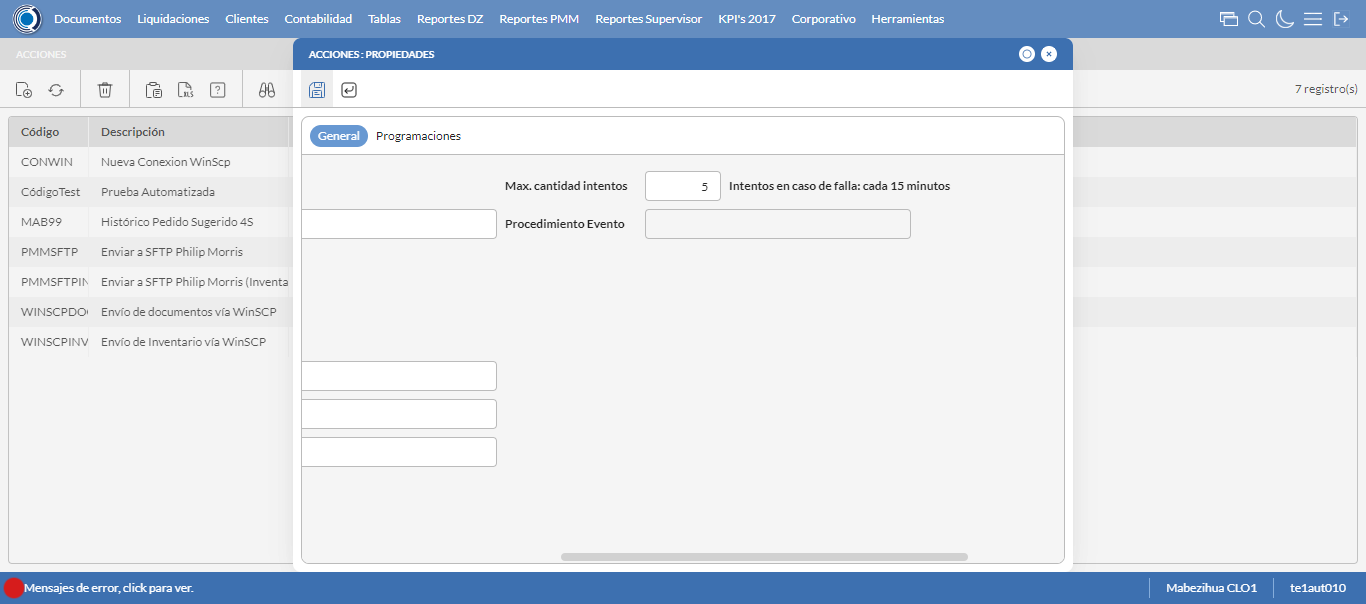 Documentos Liquidaciones Clientes Contabilidad Tablas Reportes DZ Reportes PMM Reportes Supervisor KPI's 2017 Corporativo Herramientas
ACCIONES
ACCIONES : PROPIEDADES
XLS
7 registro(s)
General Programaciones
Código Descripción
CONWIN Nueva Conexion WinScp
CódigoTest Prueba Automatizada
MAB99 Histórico Pedido Sugerido 4S
PMMSFTP Enviar a SFTP Philip Morris
PMMSFTPIN Enviar a SFTP Philip Morris (Inventa
WINSCPDO Envío de documentos vía WinSCP
WINSCPINV Envío de Inventario vía WinSCP
Max. cantidad intentos 5 Intentos en caso de falla: cada 15 minutos
Procedimiento Evento
Mensajes de error, click para ver. Mabezihua CLO1 te1aut010